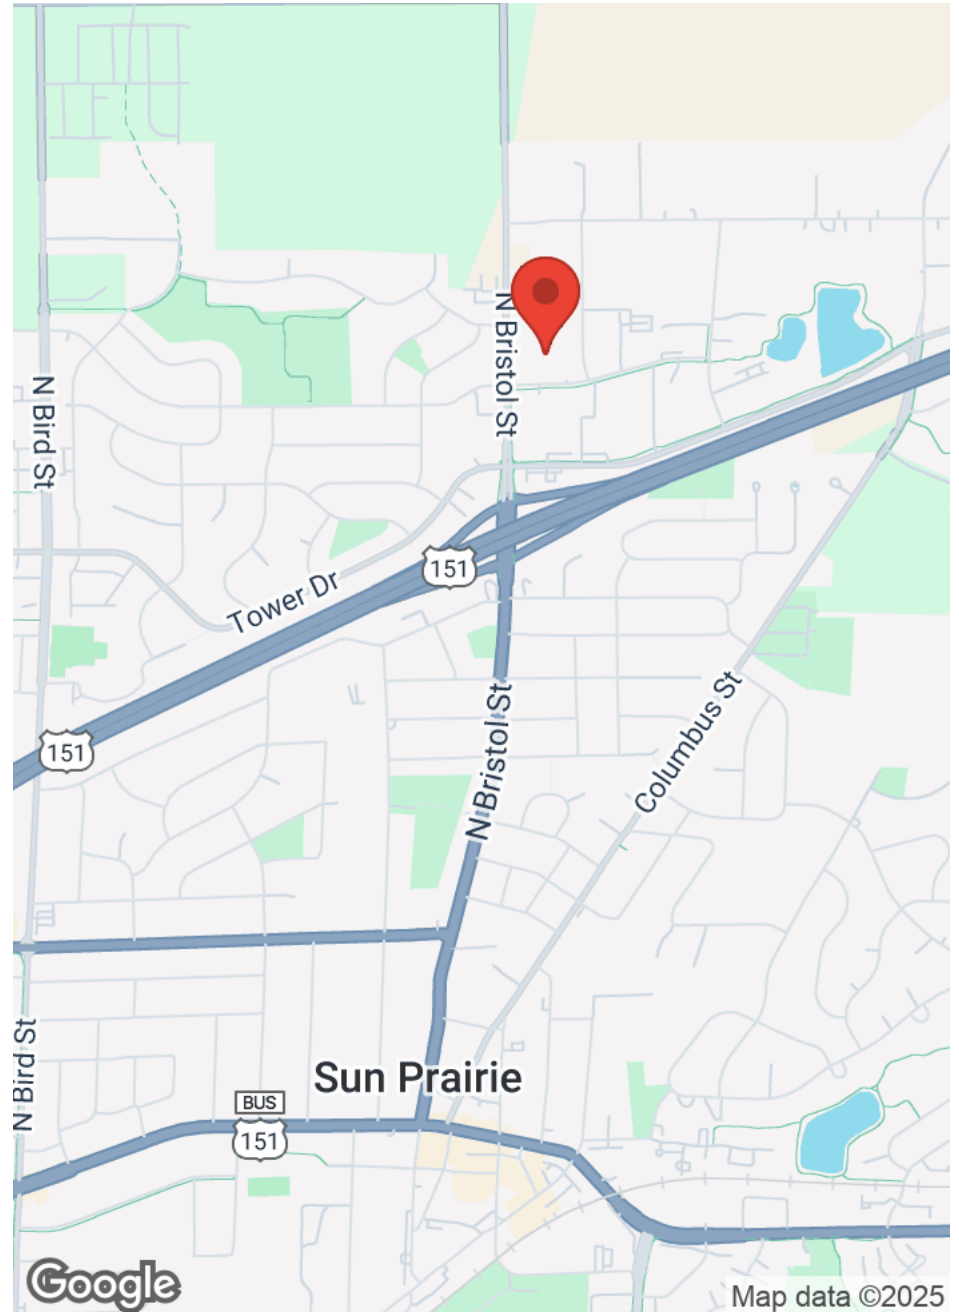 N Bristol St
N Bird St
151
Tower Dr
Columbus St
N Bristol St
151
N Bird St
Sun Prairie
BUS
151
Google
Map data ©2025